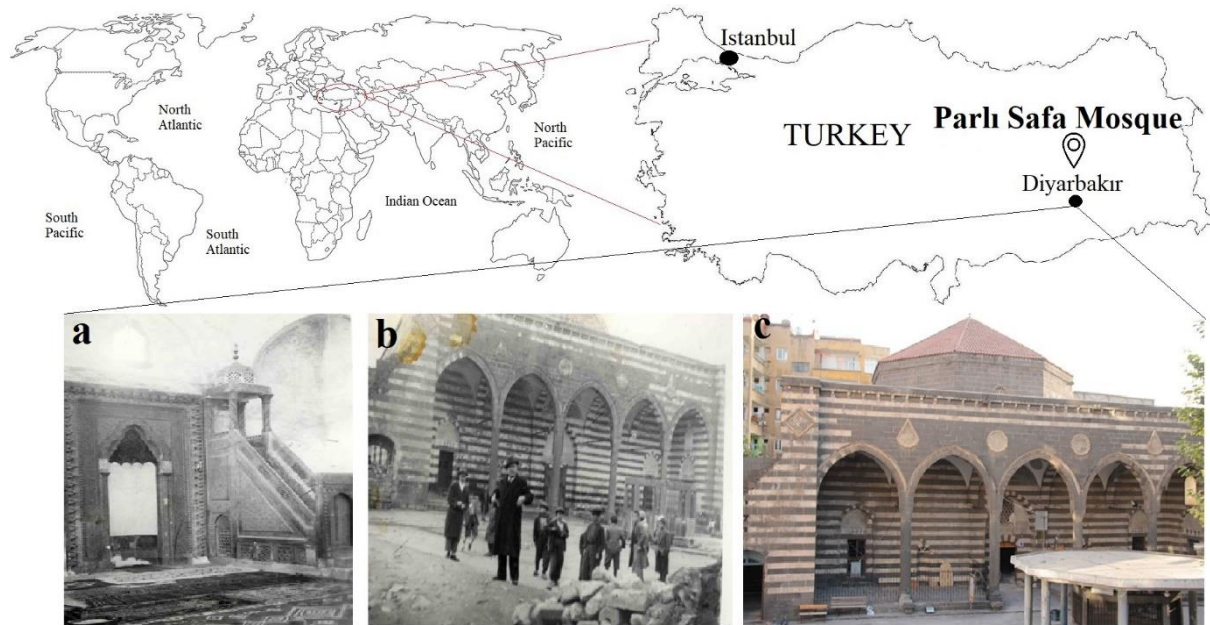 North
Atlantic
South
Pacific
South
Atlantic
Indian Ocean
North
Pacific
Istanbul
TURKEY
Parlı Safa Mosque
Diyarbakır
a
b
c